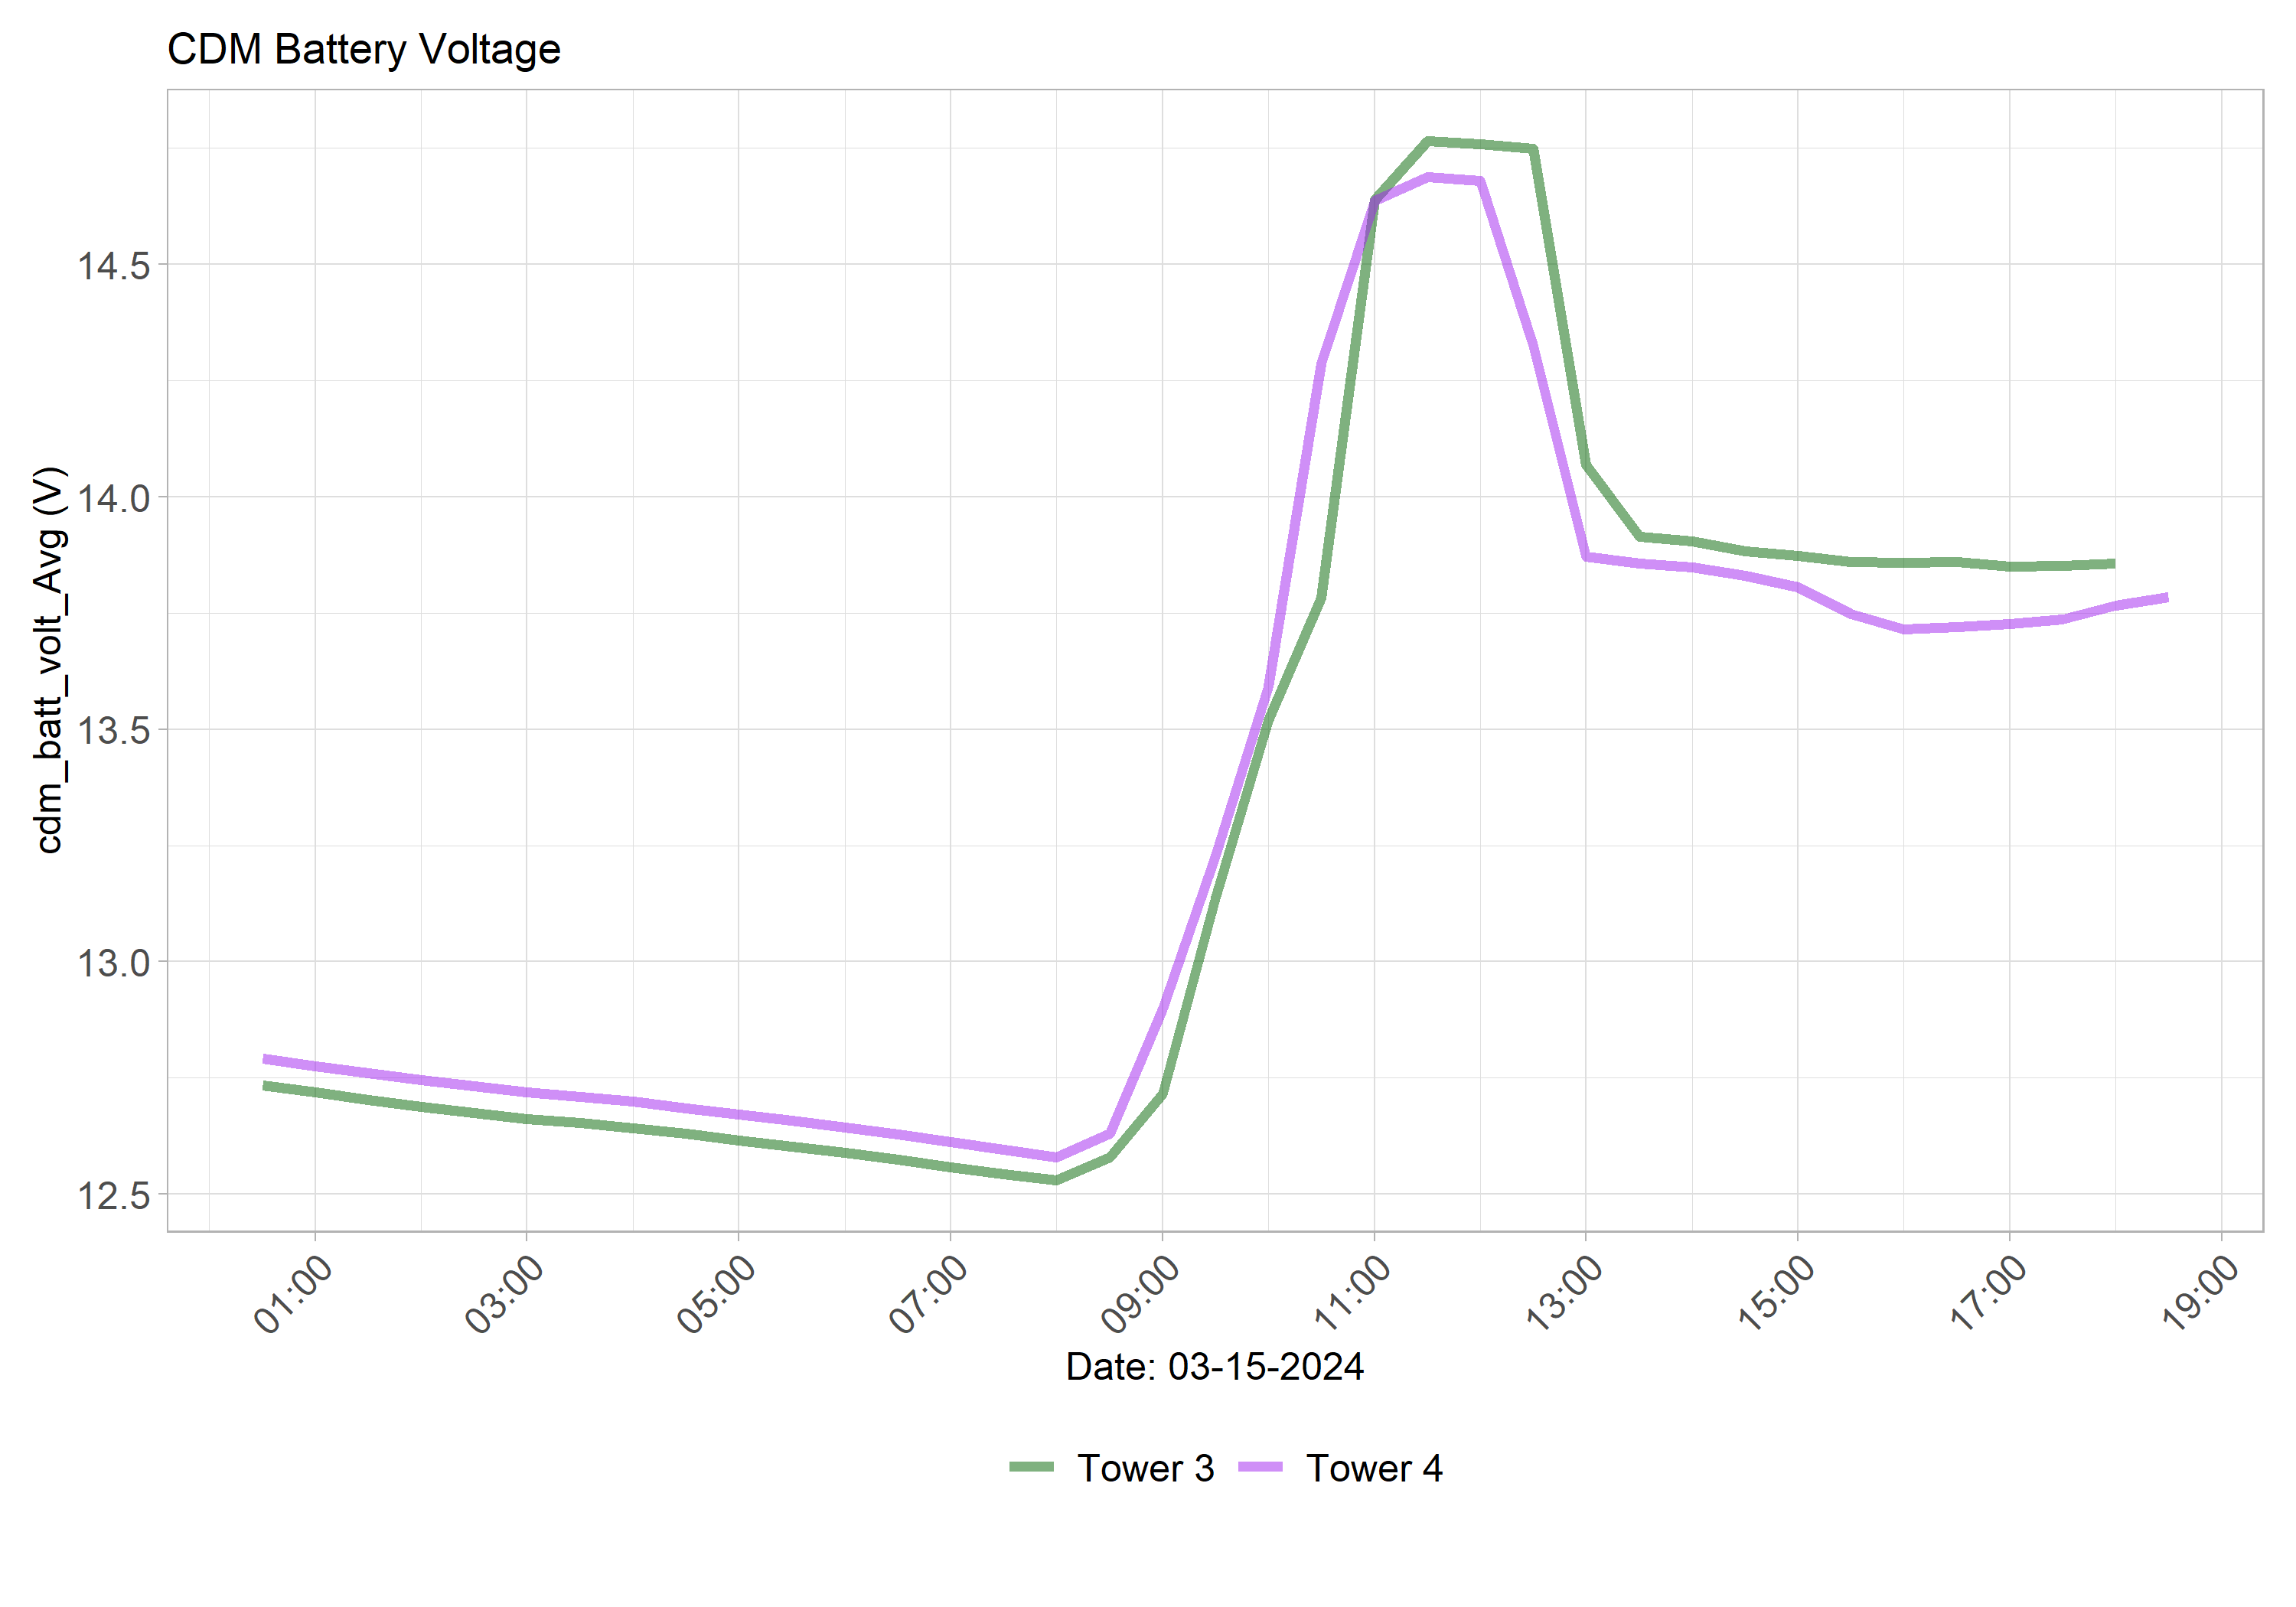 CDM Battery Voltage
cdm_batt_volt_Avg (V)
14.5
14.0
13.5
13.0
12.5
01:00 03:00 05:00 07:00 09:00 11:00 13:00 15:00 17:00 19:00
Date: 03-15-2024
Tower 3 Tower 4